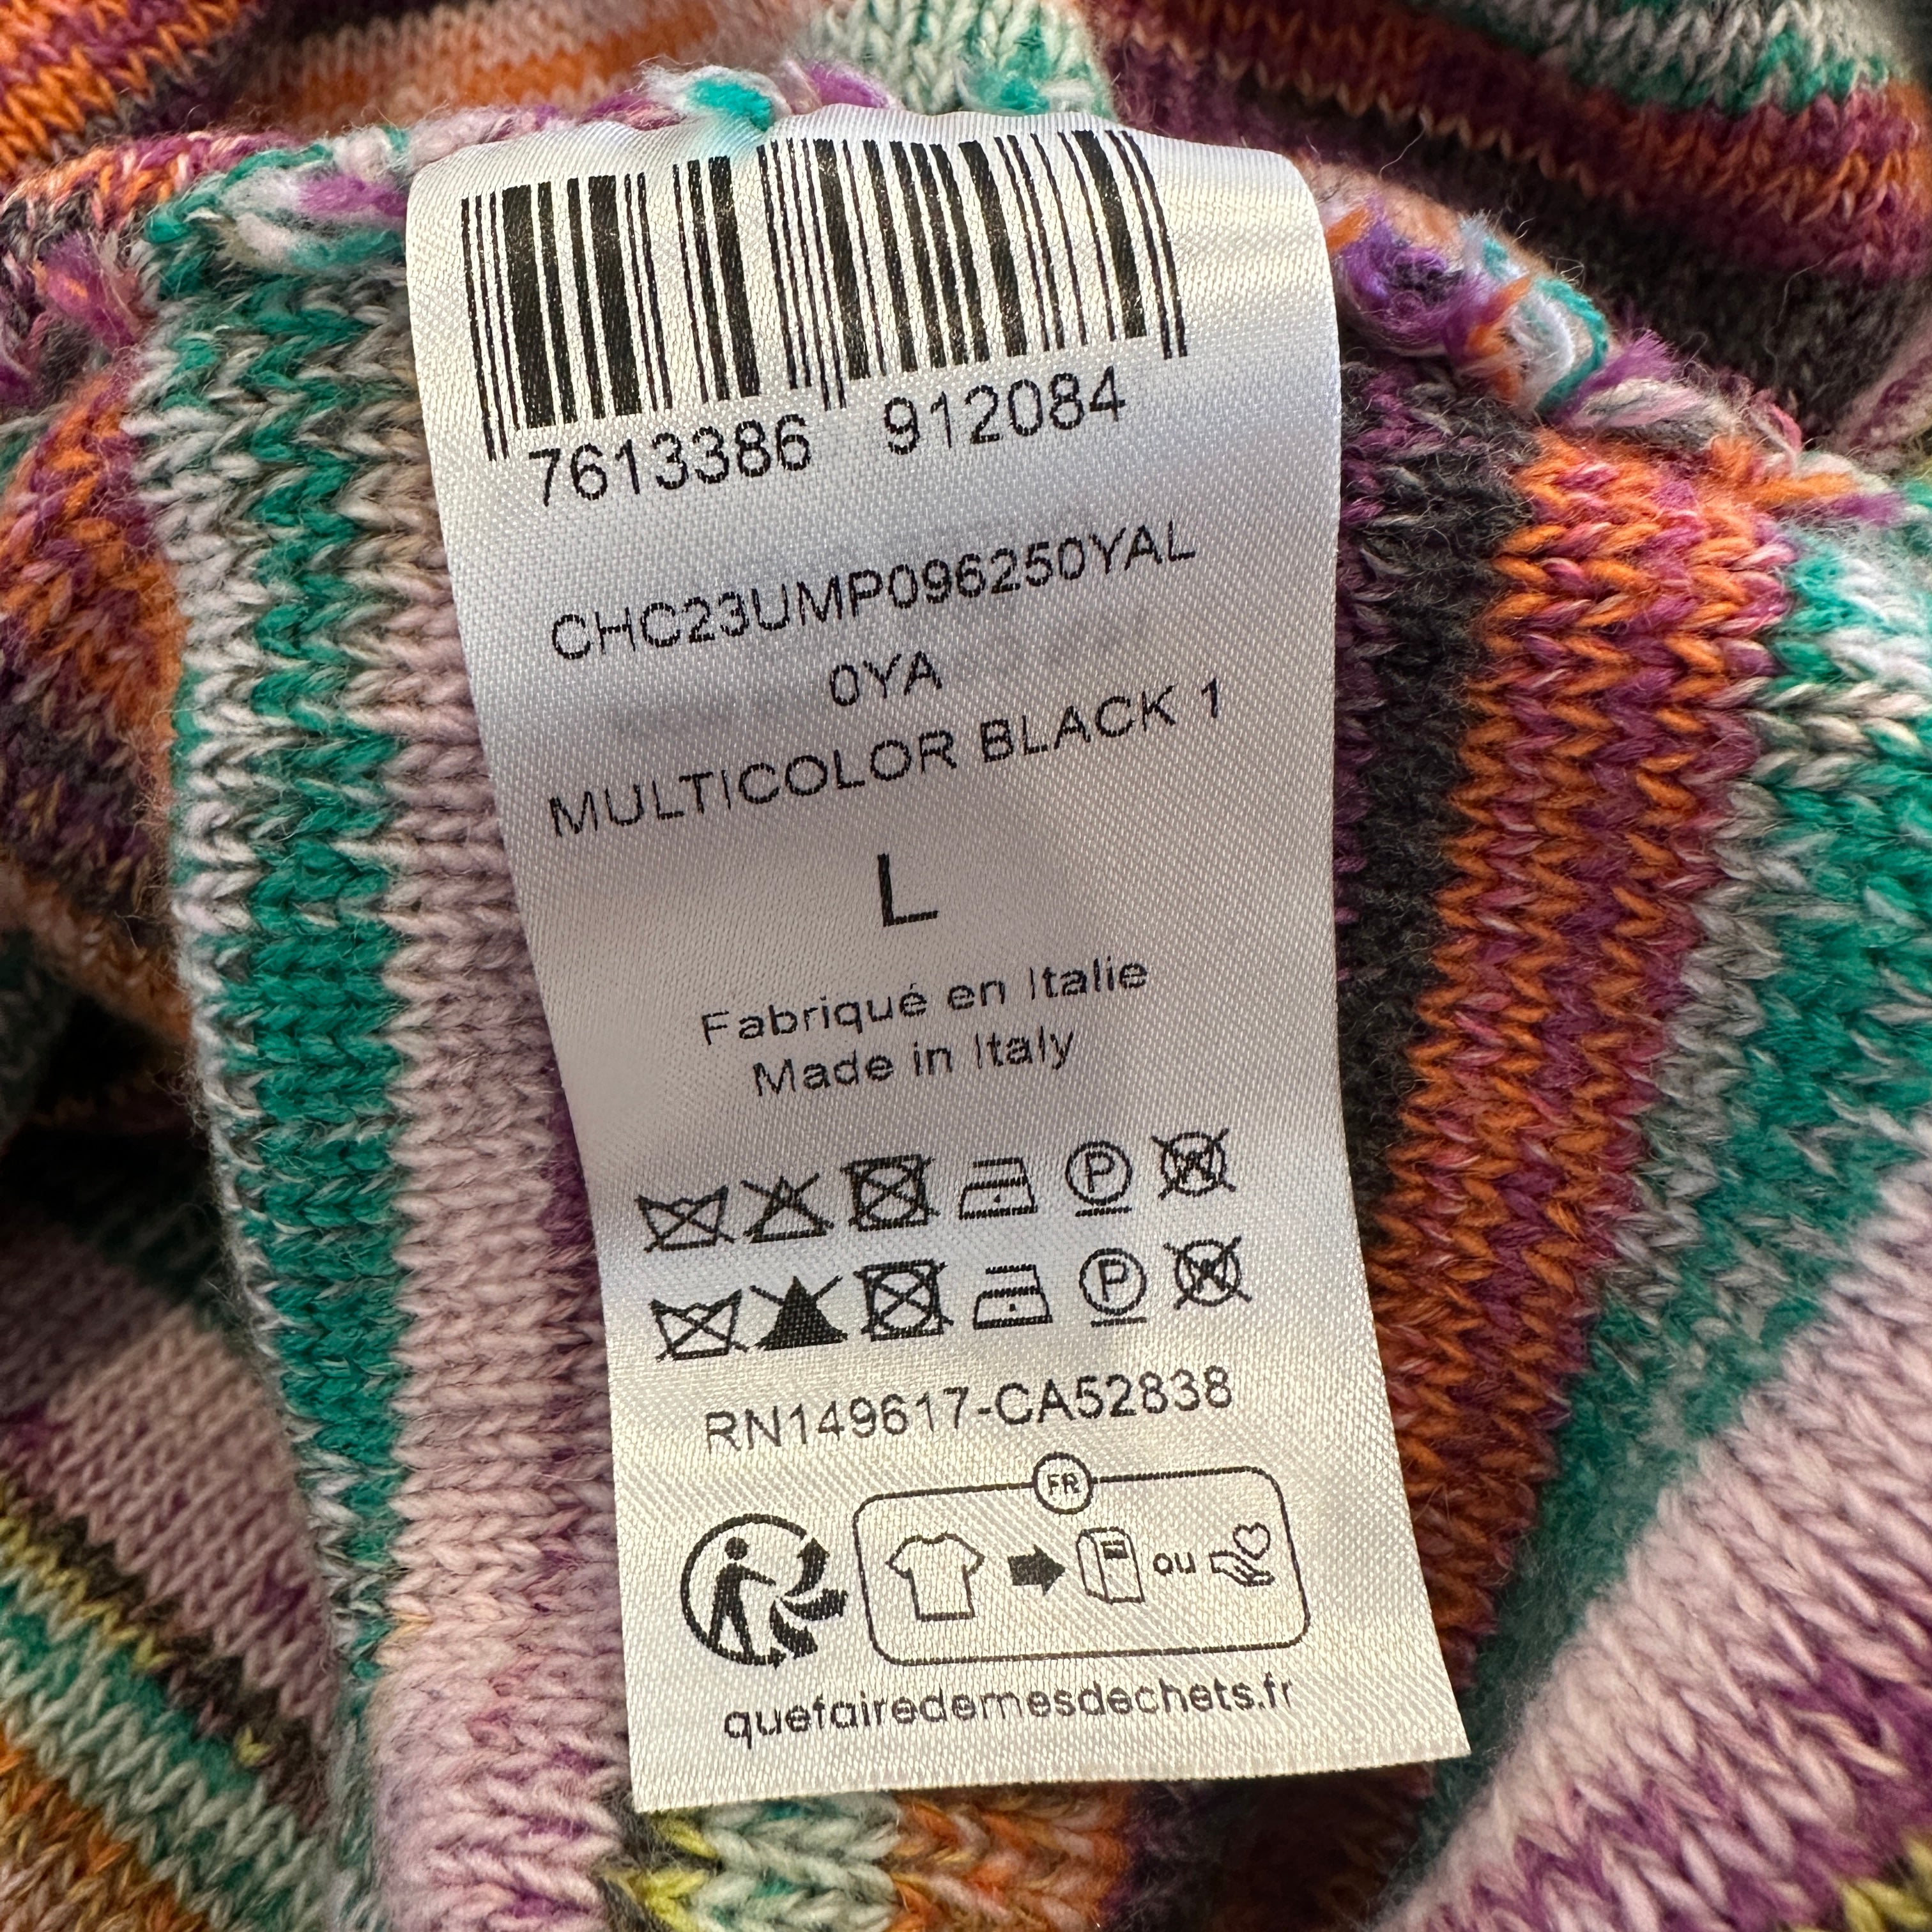 7613386 912084
CHC23UMP096250YAL
0YA
MULTICOLOR BLACK 1
L
Fabriqué en Italie
Made in Italy
P W
P W
RN149617-CA52838
FR
ou
quefairedemesdechets.fr